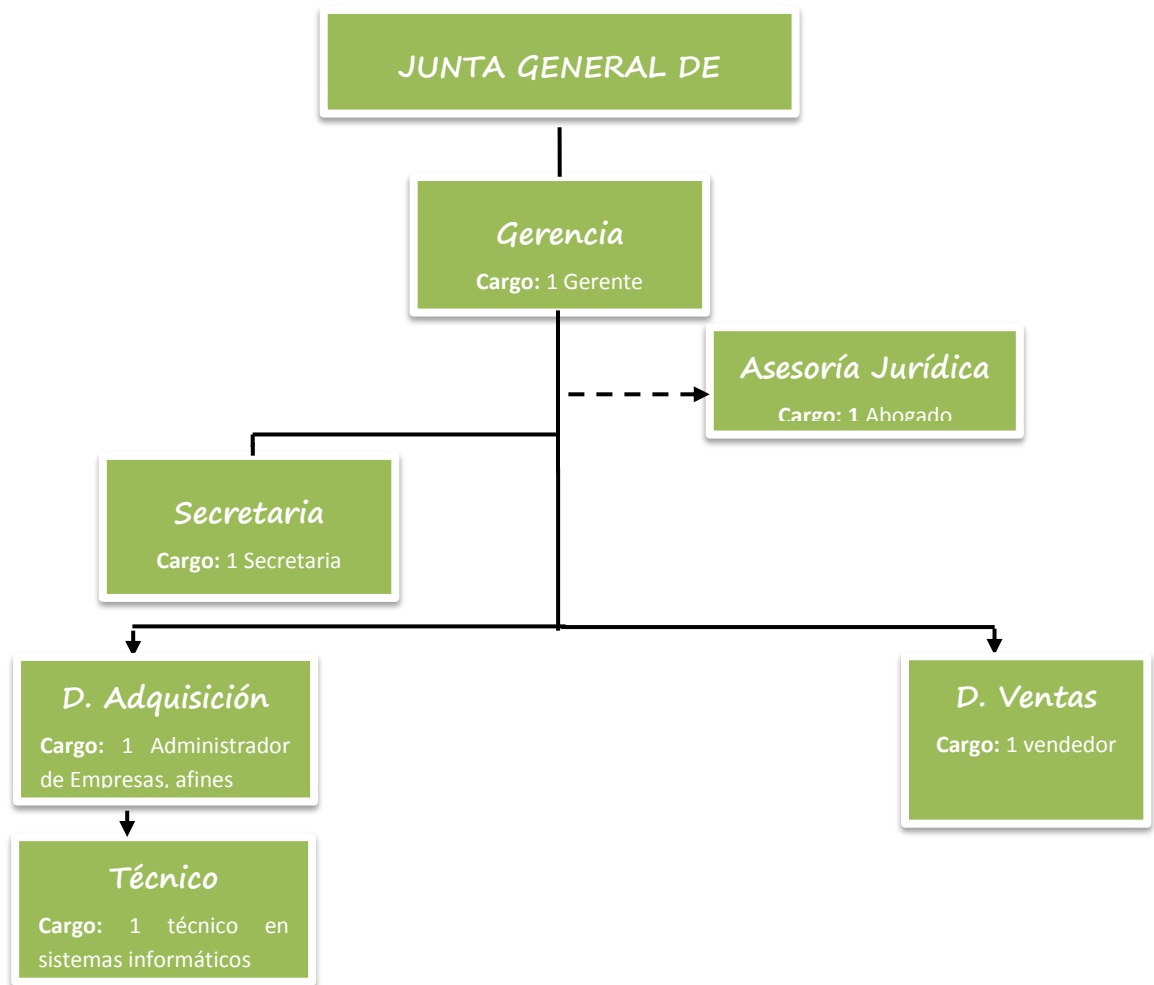 JUNTA GENERAL DE
Gerencia
Cargo: 1 Gerente
Asesoría Jurídica
Cargo: 1 Abogado
Secretaria
Cargo: 1 Secretaria
D. Adquisición
Cargo: 1 Administrador
de Empresas, afines
D. Ventas
Cargo: 1 vendedor
Técnico
Cargo: 1 técnico en
sistemas informáticos